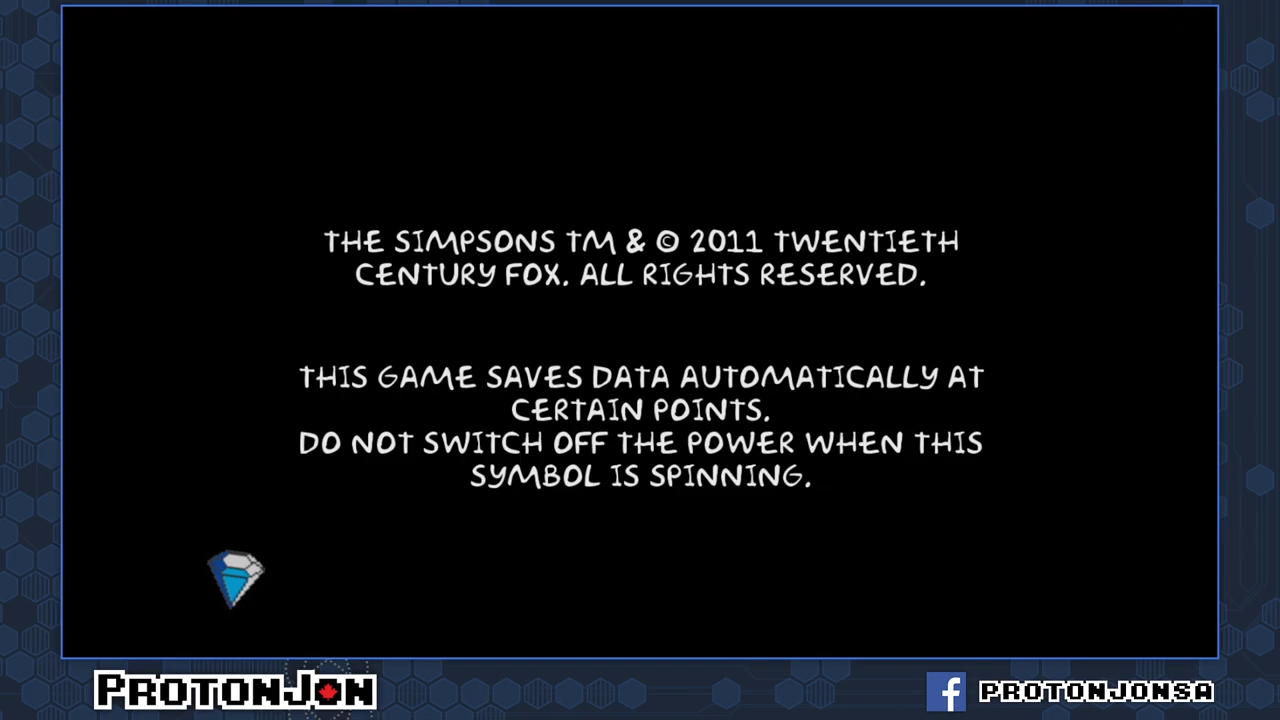 THE SIMPSONS TM & © 2011 TWENTIETH
CENTURY FOX. ALL RIGHTS RESERVED.
THIS GAME SAVES DATA AUTOMATICALLY AT
CERTAIN POINTS.
DO NOT SWITCH OFF THE POWER WHEN THIS
SYMBOL IS SPINNING.
PROTONJON
f PROTONJONSA